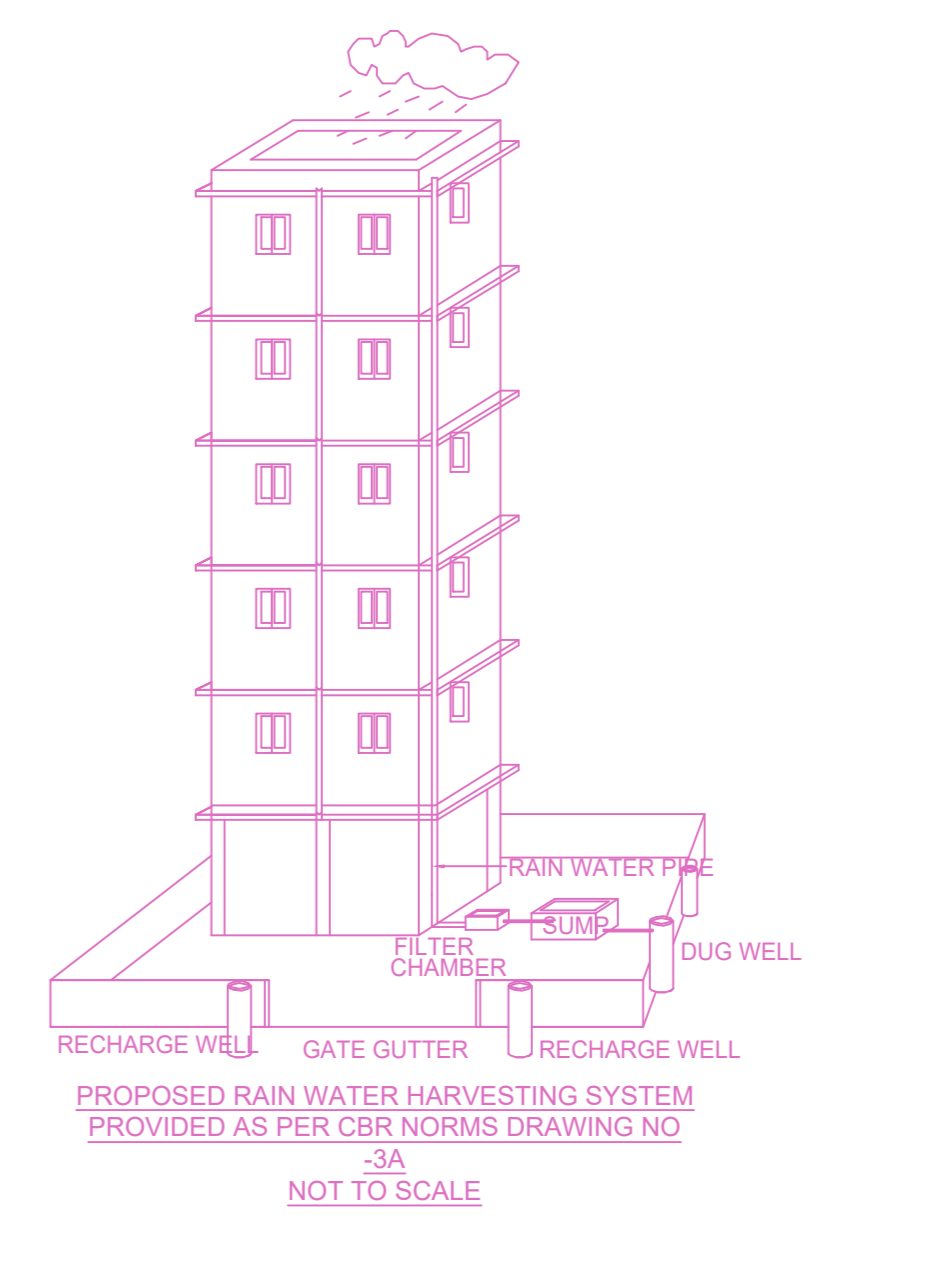 RAIN WATER PIPE
SUMP
FILTER
CHAMBER
DUG WELL
RECHARGE WELL
GATE GUTTER
RECHARGE WELL
PROPOSED RAIN WATER HARVESTING SYSTEM
PROVIDED AS PER CBR NORMS DRAWING NO
-3A
NOT TO SCALE